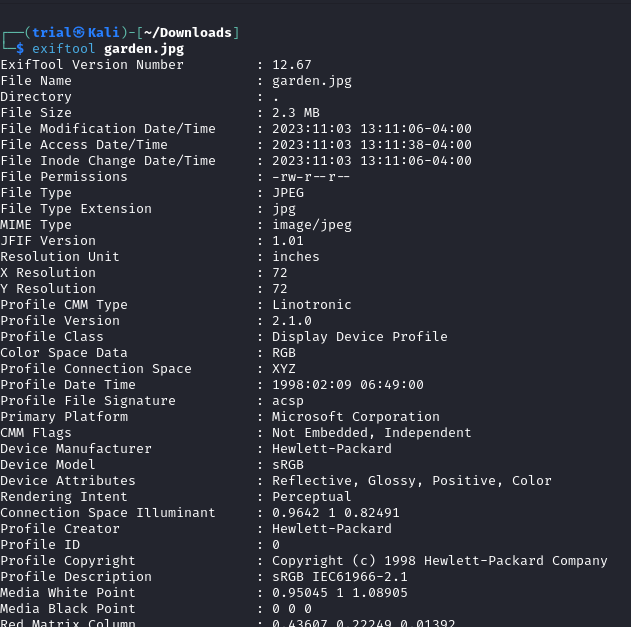 ┌──(trial㉿Kali)-[~/Downloads]
└─$ exiftool garden.jpg
ExifTool Version Number : 12.67
File Name : garden.jpg
Directory : .
File Size : 2.3 MB
File Modification Date/Time : 2023:11:03 13:11:06-04:00
File Access Date/Time : 2023:11:03 13:11:38-04:00
File Inode Change Date/Time : 2023:11:03 13:11:06-04:00
File Permissions : -rw-r--r--
File Type : JPEG
File Type Extension : jpg
MIME Type : image/jpeg
JFIF Version : 1.01
Resolution Unit : inches
X Resolution : 72
Y Resolution : 72
Profile CMM Type : Linotronic
Profile Version : 2.1.0
Profile Class : Display Device Profile
Color Space Data : RGB
Profile Connection Space : XYZ
Profile Date Time : 1998:02:09 06:49:00
Profile File Signature : acsp
Primary Platform : Microsoft Corporation
CMM Flags : Not Embedded, Independent
Device Manufacturer : Hewlett-Packard
Device Model : sRGB
Device Attributes : Reflective, Glossy, Positive, Color
Rendering Intent : Perceptual
Connection Space Illuminant : 0.9642 1 0.82491
Profile Creator : Hewlett-Packard
Profile ID : 0
Profile Copyright : Copyright (c) 1998 Hewlett-Packard Company
Profile Description : sRGB IEC61966-2.1
Media White Point : 0.95045 1 1.08905
Media Black Point : 0 0 0
Red Matrix Column : 0.43607 0.22249 0.01392